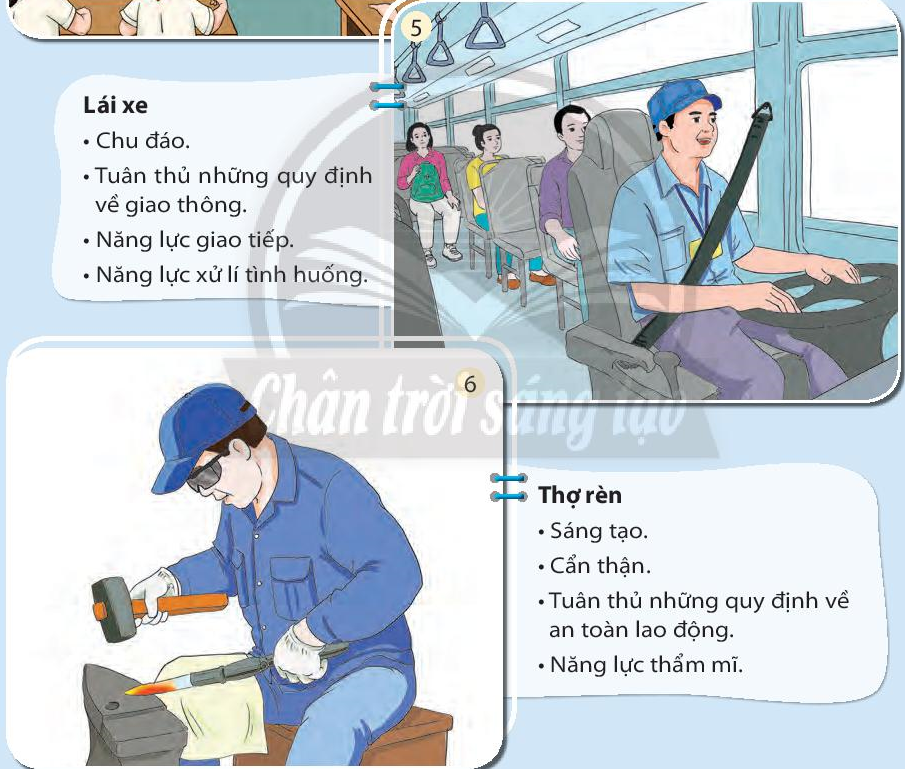 5
Lái xe
• Chu đáo.
• Tuân thủ những quy định
về giao thông.
• Năng lực giao tiếp.
• Năng lực xử lí tình huống.
6
Chân trời sáng tạo
Thợ rèn
• Sáng tạo.
• Cẩn thận.
• Tuân thủ những quy định về
an toàn lao động.
• Năng lực thẩm mĩ.